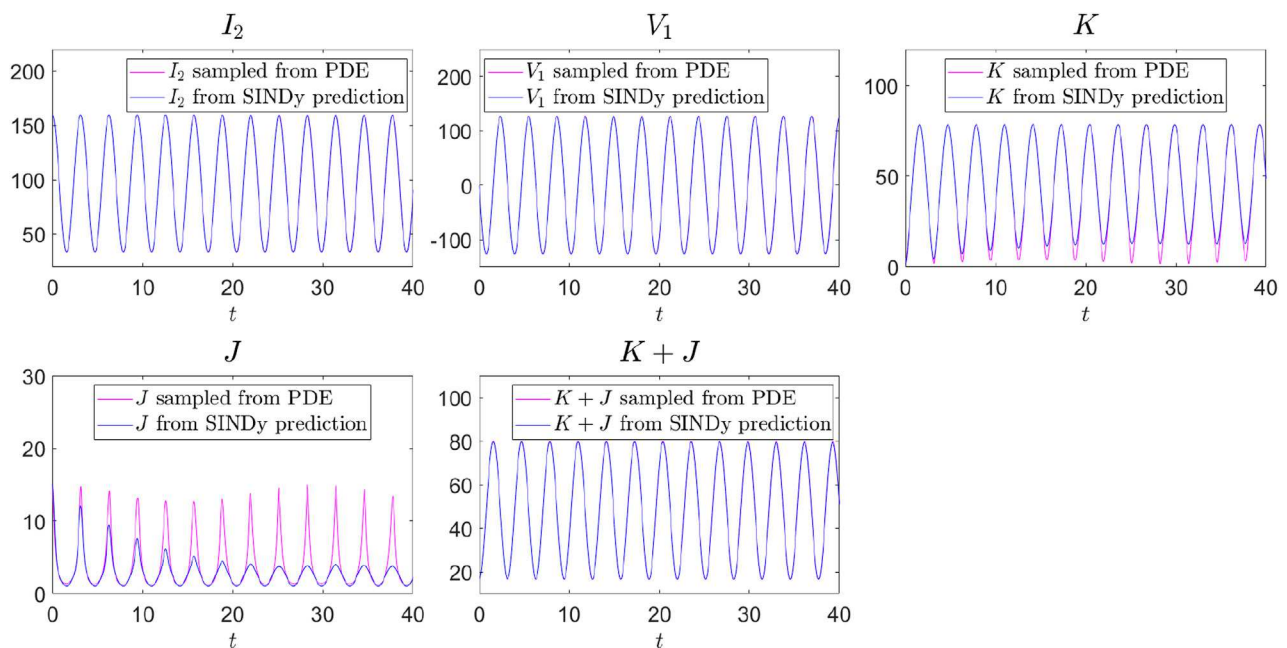 I₂
I₂ sampled from PDE
I₂ from SINDy prediction
200
150
100
50
0 10 20 30 40
t
V₁
V₁ sampled from PDE
V₁ from SINDy prediction
200
100
0
-100
0 10 20 30 40
t
K
K sampled from PDE
K from SINDy prediction
100
50
0
0 10 20 30 40
t
J
J sampled from PDE
J from SINDy prediction
30
20
10
0
0 10 20 30 40
t
K + J
K + J sampled from PDE
K + J from SINDy prediction
100
80
60
40
20
0 10 20 30 40
t